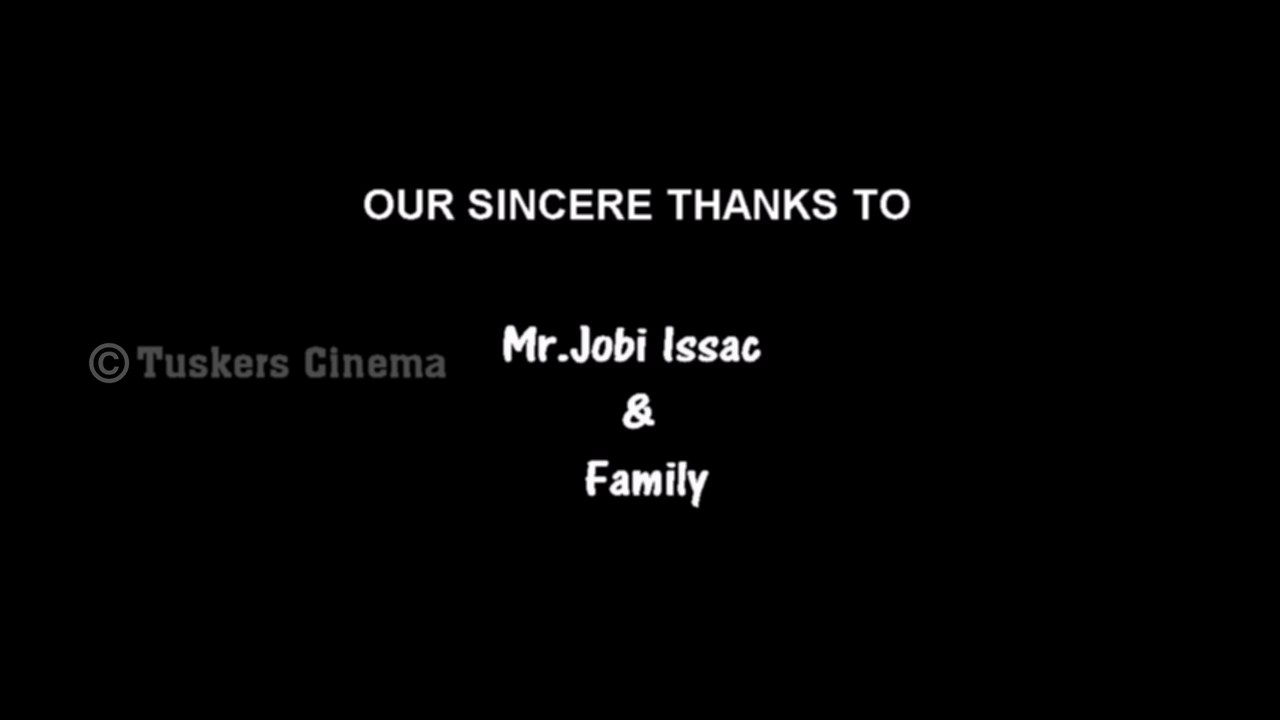 OUR SINCERE THANKS TO
Mr.Jobi Issac
© Tuskers Cinema
&
Family